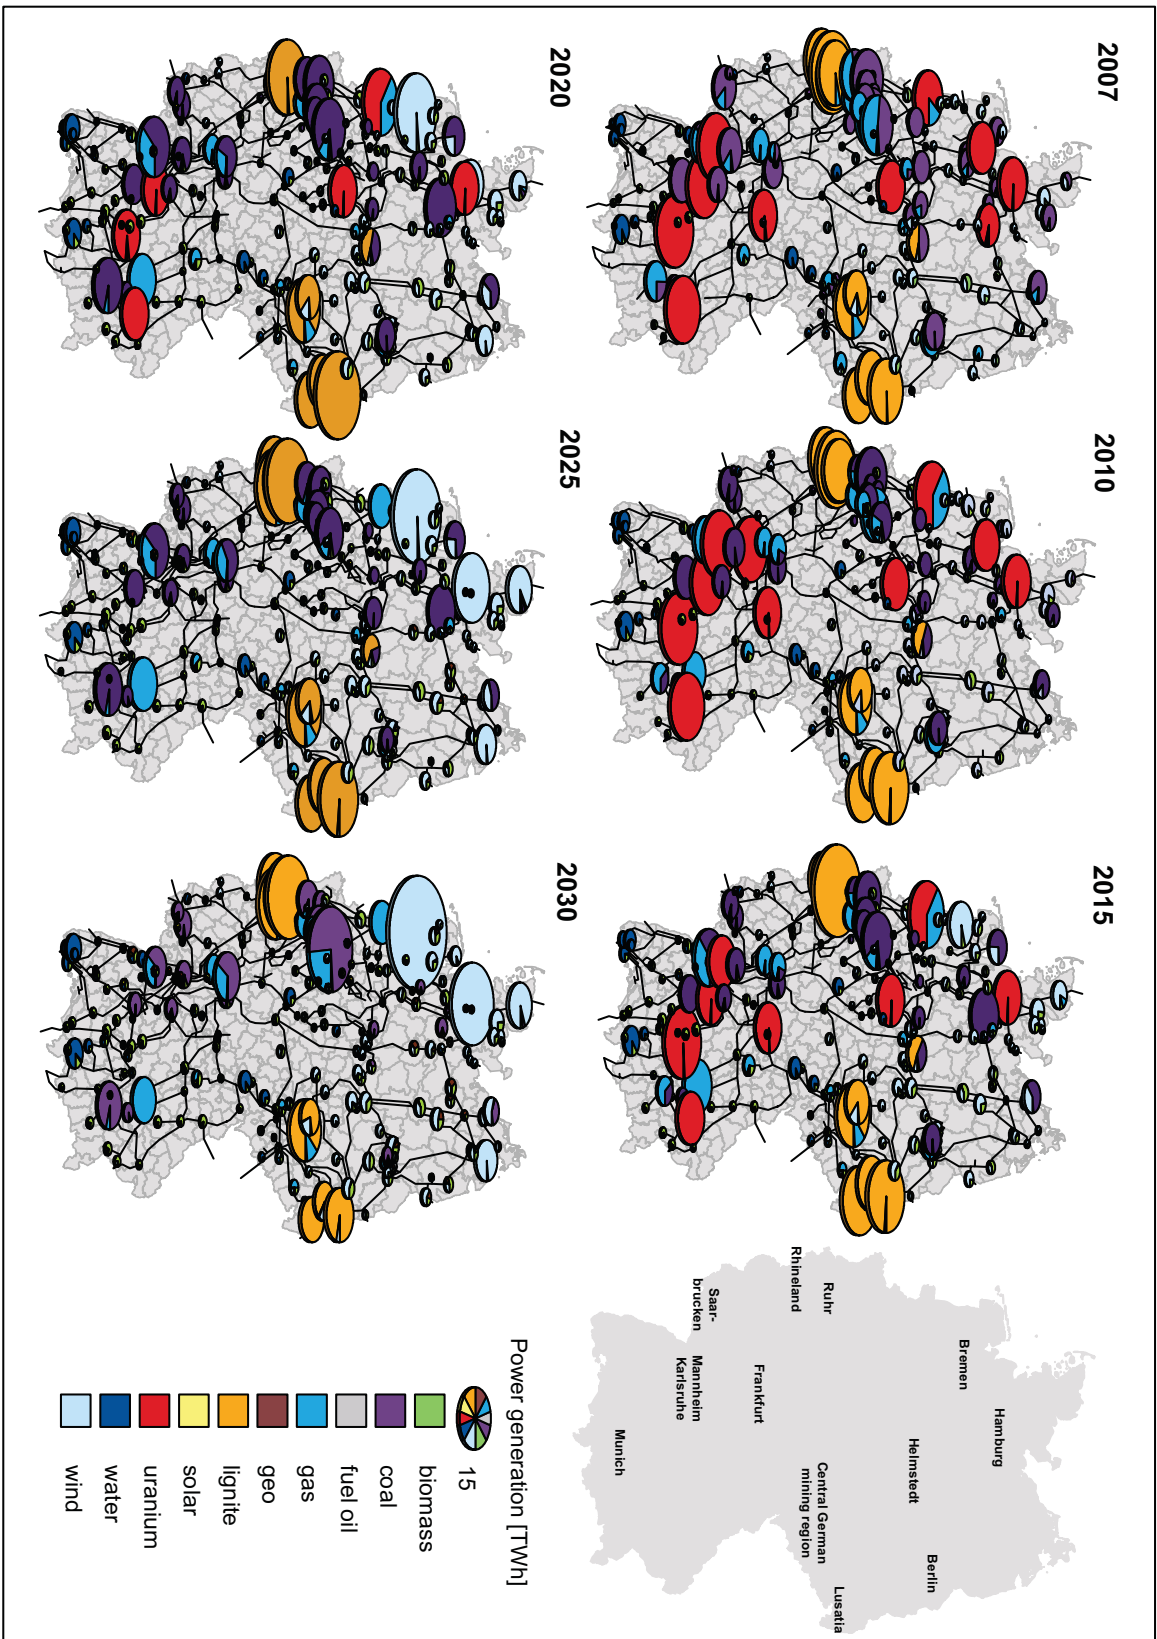 2007
2010
2015
Hamburg
Bremen
Helmstedt
Berlin
Ruhr
Rhineland
Central German
mining region
Lusatia
Frankfurt
Saar-
brucken
Mannheim
Karlsruhe
Munich
2020
2025
2030
Power generation [TWh]
15
biomass
coal
fuel oil
gas
geo
lignite
solar
uranium
water
wind